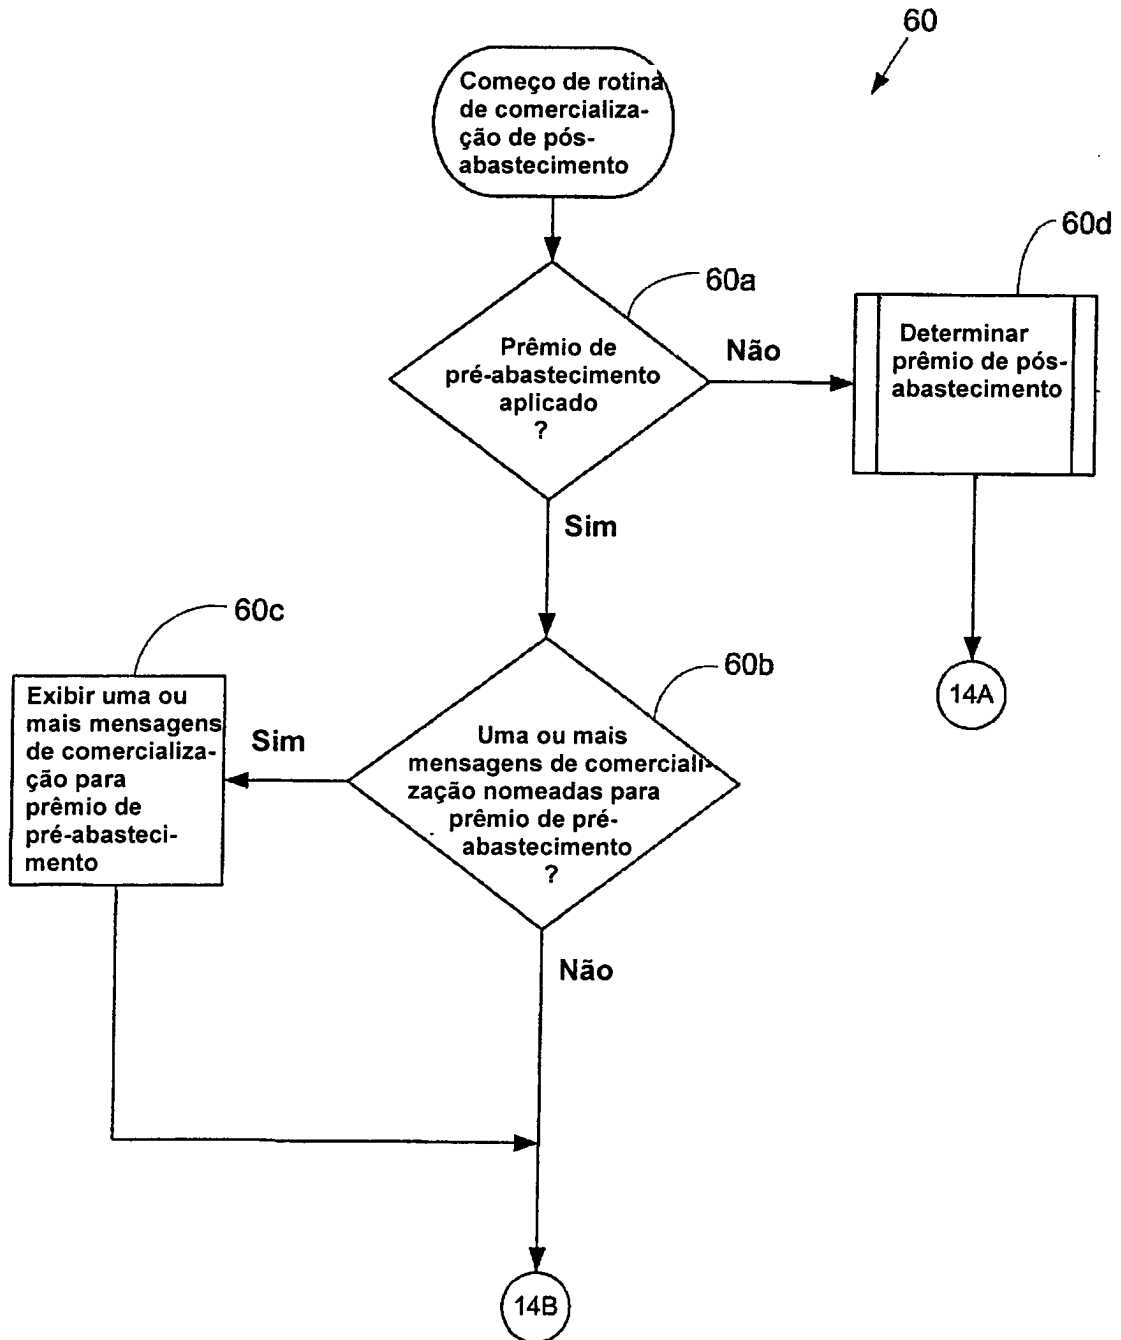 60
Começo de rotina
de comercializa-
ção de pós-
abastecimento
60d
60a
Prêmio de
pré-abastecimento
aplicado
?
Não
Determinar
prêmio de pós-
abastecimento
Sim
14A
60c
60b
Exibir uma ou
mais mensagens
de comercializa-
ção para
prêmio de
pré-abasteci-
mento
Sim
Uma ou mais
mensagens de comerciali-
zação nomeadas para
prêmio de pré-
abastecimento
?
Não
14B